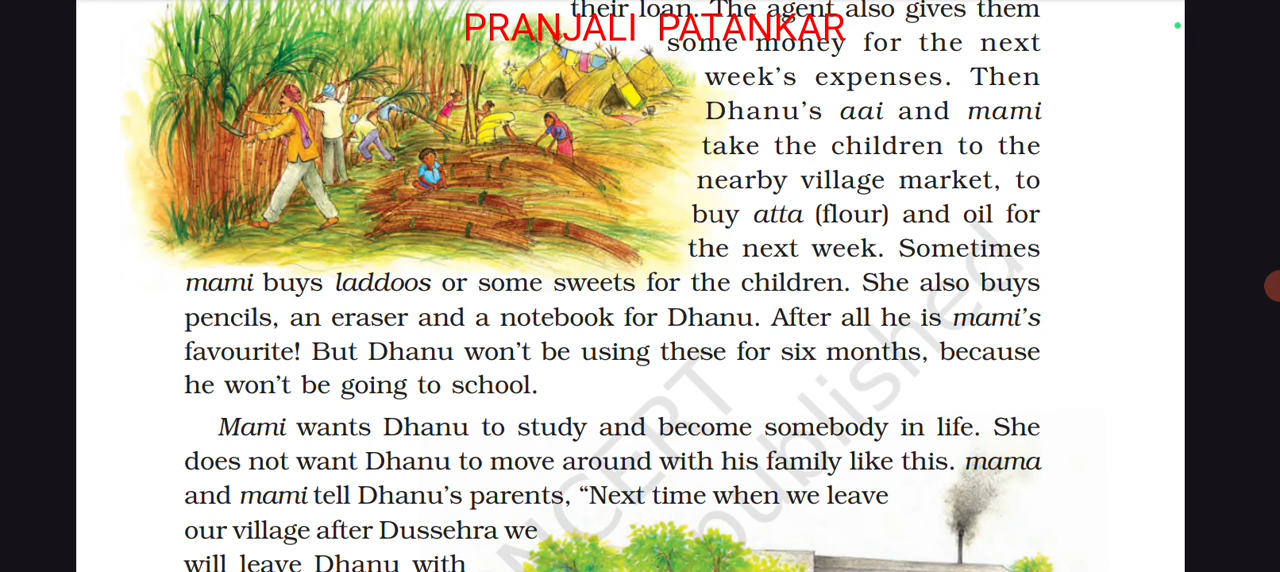 their loan. The agent also gives them
PRANJALI PATANKAR
some money for the next
week's expenses. Then
Dhanu's aai and mami
take the children to the
nearby village market, to
buy atta (flour) and oil for
the next week. Sometimes
mami buys laddoos or some sweets for the children. She also buys
pencils, an eraser and a notebook for Dhanu. After all he is mami's
favourite! But Dhanu won't be using these for six months, because
he won't be going to school.
Mami wants Dhanu to study and become somebody in life. She
does not want Dhanu to move around with his family like this. mama
and mami tell Dhanu's parents, “Next time when we leave
our village after Dussehra we
will leave Dhanu with
NCEPT
published